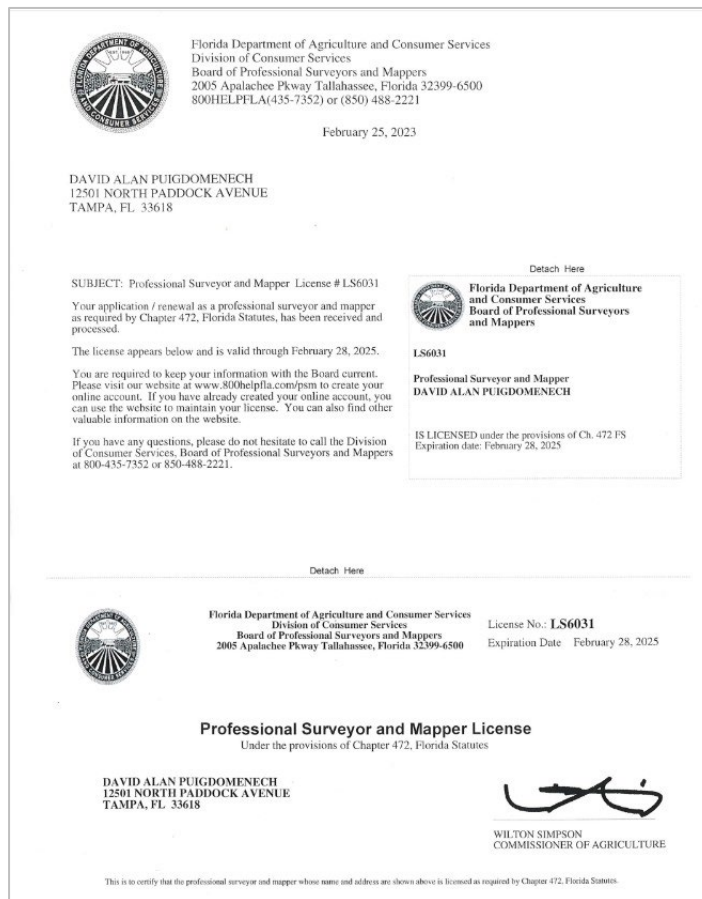 FLORIDA DEPARTMENT OF AGRICULTURE
AND CONSUMER SERVICES
Florida Department of Agriculture and Consumer Services
Division of Consumer Services
Board of Professional Surveyors and Mappers
2005 Apalachee Pkway Tallahassee, Florida 32399-6500
800HELPFLA(435-7352) or (850) 488-2221
February 25, 2023
DAVID ALAN PUIGDOMENECH
12501 NORTH PADDOCK AVENUE
TAMPA, FL 33618
SUBJECT: Professional Surveyor and Mapper License # LS6031
Your application / renewal as a professional surveyor and mapper
as required by Chapter 472, Florida Statutes, has been received and
processed.
The license appears below and is valid through February 28, 2025.
You are required to keep your information with the Board current.
Please visit our website at www.800helpfla.com/psm to create your
online account. If you have already created your online account, you
can use the website to maintain your license. You can also find other
valuable information on the website.
If you have any questions, please do not hesitate to call the Division
of Consumer Services, Board of Professional Surveyors and Mappers
at 800-435-7352 or 850-488-2221.
Detach Here
Florida Department of Agriculture
and Consumer Services
Board of Professional Surveyors
and Mappers
LS6031
Professional Surveyor and Mapper
DAVID ALAN PUIGDOMENECH
IS LICENSED under the provisions of Ch. 472 FS
Expiration date: February 28, 2025
Detach Here
Florida Department of Agriculture and Consumer Services
Division of Consumer Services
Board of Professional Surveyors and Mappers
2005 Apalachee Pkway Tallahassee, Florida 32399-6500
License No.: LS6031
Expiration Date February 28, 2025
Professional Surveyor and Mapper License
Under the provisions of Chapter 472, Florida Statutes
DAVID ALAN PUIGDOMENECH
12501 NORTH PADDOCK AVENUE
TAMPA, FL 33618
WILTON SIMPSON
COMMISSIONER OF AGRICULTURE
This is to certify that the professional surveyor and mapper whose name and address are shown above is licensed as required by Chapter 472, Florida Statutes.